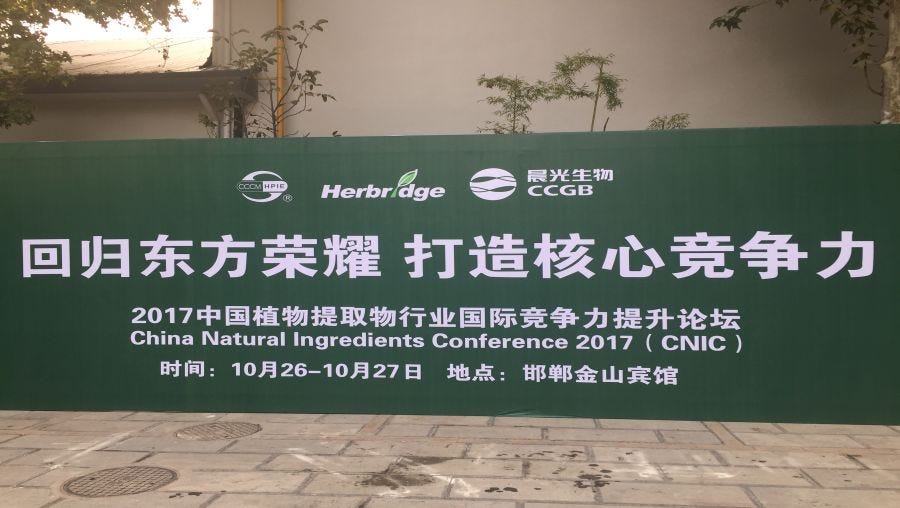 CCCM HPIE ®
Herbridge
晨光生物
CCGB
回归东方荣耀 打造核心竞争力
2017中国植物提取物行业国际竞争力提升论坛
China Natural Ingredients Conference 2017（CNIC）
时间：10月26-10月27日 地点：邯郸金山宾馆